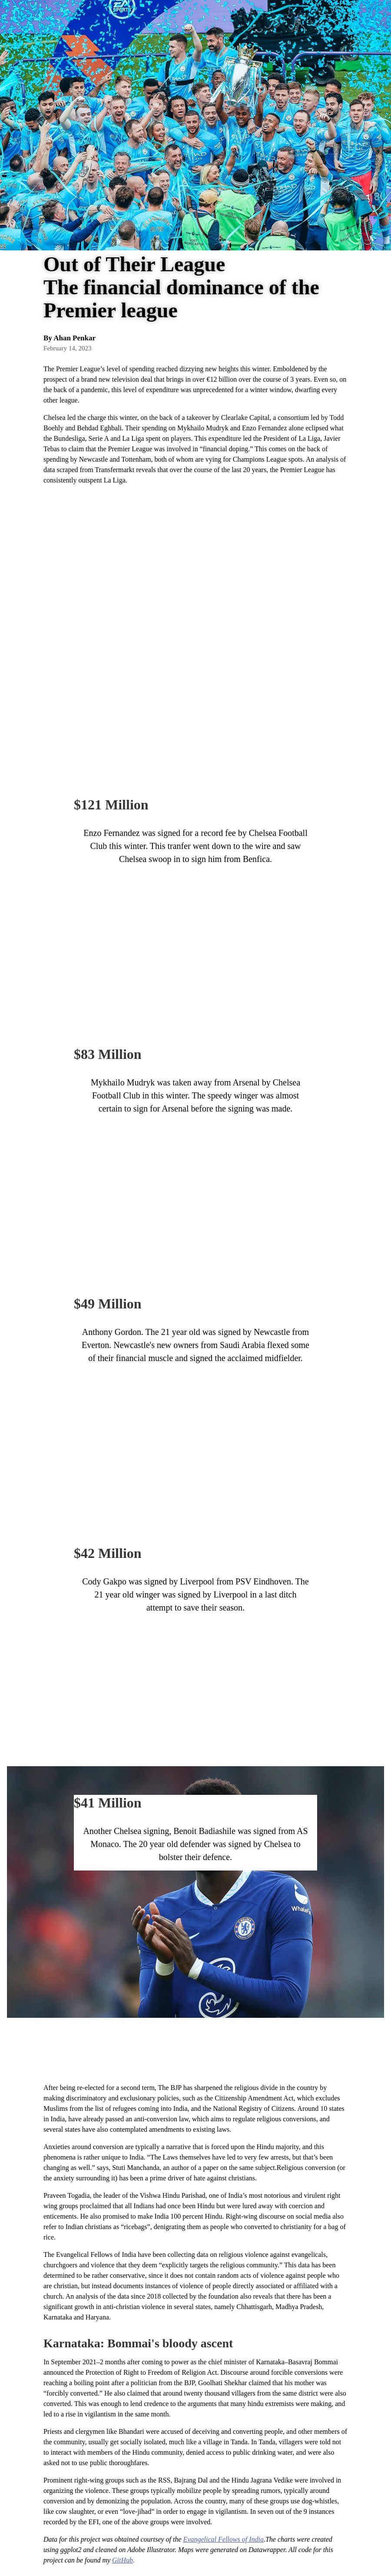 EA
SPORTS
Out of Their League
The financial dominance of the
Premier league
By Ahan Penkar
February 14, 2023
The Premier League’s level of spending reached dizzying new heights this winter. Emboldened by the
prospect of a brand new television deal that brings in over €12 billion over the course of 3 years. Even so, on
the back of a pandemic, this level of expenditure was unprecedented for a winter window, dwarfing every
other league.
Chelsea led the charge this winter, on the back of a takeover by Clearlake Capital, a consortium led by Todd
Boehly and Behdad Eghbali. Their spending on Mykhailo Mudryk and Enzo Fernandez alone eclipsed what
the Bundesliga, Serie A and La Liga spent on players. This expenditure led the President of La Liga, Javier
Tebas to claim that the Premier League was involved in “financial doping.” This comes on the back of
spending by Newcastle and Tottenham, both of whom are vying for Champions League spots. An analysis of
data scraped from Transfermarkt reveals that over the course of the last 20 years, the Premier League has
consistently outspent La Liga.
$121 Million
Enzo Fernandez was signed for a record fee by Chelsea Football
Club this winter. This tranfer went down to the wire and saw
Chelsea swoop in to sign him from Benfica.
$83 Million
Mykhailo Mudryk was taken away from Arsenal by Chelsea
Football Club in this winter. The speedy winger was almost
certain to sign for Arsenal before the signing was made.
$49 Million
Anthony Gordon. The 21 year old was signed by Newcastle from
Everton. Newcastle's new owners from Saudi Arabia flexed some
of their financial muscle and signed the acclaimed midfielder.
$42 Million
Cody Gakpo was signed by Liverpool from PSV Eindhoven. The
21 year old winger was signed by Liverpool in a last ditch
attempt to save their season.
$41 Million
Another Chelsea signing, Benoit Badiashile was signed from AS
Monaco. The 20 year old defender was signed by Chelsea to
bolster their defence.
After being re-elected for a second term, The BJP has sharpened the religious divide in the country by
making discriminatory and exclusionary policies, such as the Citizenship Amendment Act, which excludes
Muslims from the list of refugees coming into India, and the National Registry of Citizens. Around 10 states
in India, have already passed an anti-conversion law, which aims to regulate religious conversions, and
several states have also contemplated amendments to existing laws.
Anxieties around conversion are typically a narrative that is forced upon the Hindu majority, and this
phenomena is rather unique to India. “The Laws themselves have led to very few arrests, but that’s been
changing as well.” says, Stuti Manchanda, an author of a paper on the same subject.Religious conversion (or
the anxiety surrounding it) has been a prime driver of hate against christians.
Praveen Togadia, the leader of the Vishwa Hindu Parishad, one of India’s most notorious and virulent right
wing groups proclaimed that all Indians had once been Hindu but were lured away with coercion and
enticements. He also promised to make India 100 percent Hindu. Right-wing discourse on social media also
refer to Indian christians as “ricebags”, denigrating them as people who converted to christianity for a bag of
rice.
The Evangelical Fellows of India have been collecting data on religious violence against evangelicals,
churchgoers and violence that they deem “explicitly targets the religious community.” This data has been
determined to be rather conservative, since it does not contain random acts of violence against people who
are christian, but instead documents instances of violence of people directly associated or affiliated with a
church. An analysis of the data since 2018 collected by the foundation also reveals that there has been a
significant growth in anti-christian violence in several states, namely Chhattisgarh, Madhya Pradesh,
Karnataka and Haryana.
Karnataka: Bommai's bloody ascent
In September 2021–2 months after coming to power as the chief minister of Karnataka–Basavraj Bommai
announced the Protection of Right to Freedom of Religion Act. Discourse around forcible conversions were
reaching a boiling point after a politician from the BJP, Goolhati Shekhar claimed that his mother was
“forcibly converted.” He also claimed that around twenty thousand villagers from the same district were also
converted. This was enough to lend credence to the arguments that many hindu extremists were making, and
led to a rise in vigilantism in the same month.
Priests and clergymen like Bhandari were accused of deceiving and converting people, and other members of
the community, usually get socially isolated, much like a village in Tanda. In Tanda, villagers were told not
to interact with members of the Hindu community, denied access to public drinking water, and were also
asked not to use public thoroughfares.
Prominent right-wing groups such as the RSS, Bajrang Dal and the Hindu Jagrana Vedike were involved in
organizing the violence. These groups typically mobilize people by spreading rumors, typically around
conversion and by demonizing the population. Across the country, many of these groups use dog-whistles,
like cow slaughter, or even “love-jihad” in order to engage in vigilantism. In seven out of the 9 instances
recorded by the EFI, one of the above groups were involved.
Data for this project was obtained courtsey of the Evangelical Fellows of India.The charts were created
using ggplot2 and cleaned on Adobe Illustrator. Maps were generated on Datawrapper. All code for this
project can be found my GitHub.